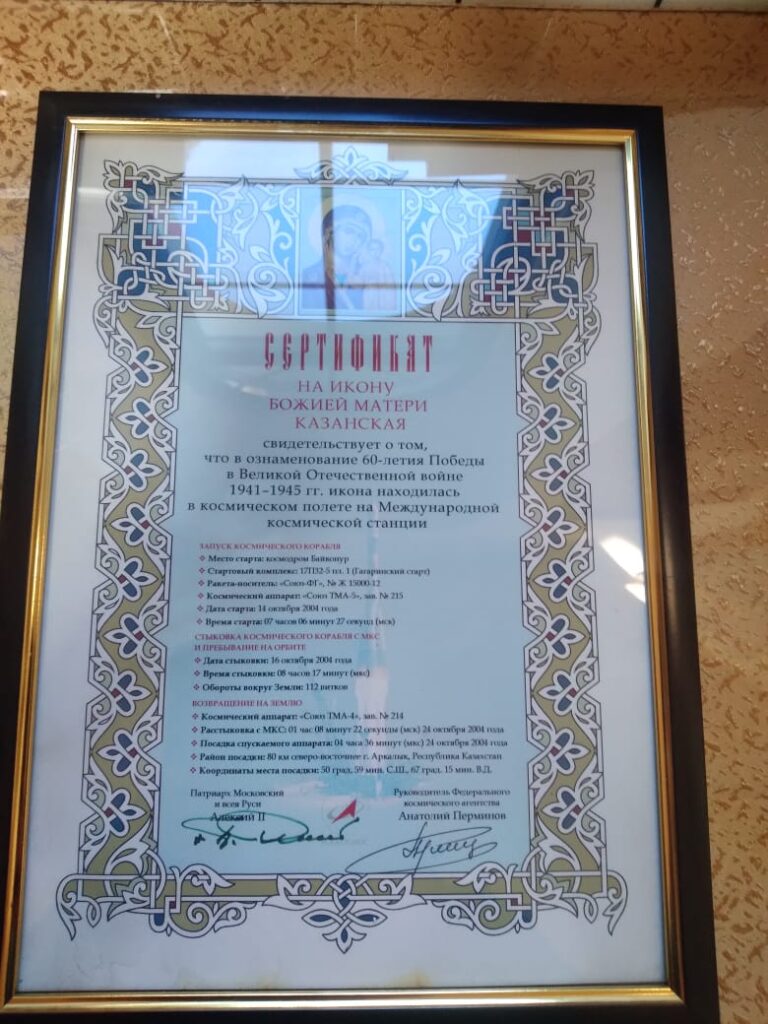 СЕРТИФИКАТ
НА ИКОНУ
БОЖИЕЙ МАТЕРИ
КАЗАНСКАЯ
свидетельствует о том,
что в ознаменование 60-летия Победы
в Великой Отечественной войне
1941–1945 гг. икона находилась
в космическом полете на Международной
космической станции
ЗАПУСК КОСМИЧЕСКОГО КОРАБЛЯ
Место старта: космодром Байконур
Стартовый комплекс: 17П32-5 пл. 1 (Гагаринский старт)
Ракета-носитель: «Союз-ФГ», № Ж 15000-12
Космический аппарат: «Союз ТМА-5», зав. № 215
Дата старта: 14 октября 2004 года
Время старта: 07 часов 06 минут 27 секунд (мск)
СТЫКОВКА КОСМИЧЕСКОГО КОРАБЛЯ С МКС
И ПРЕБЫВАНИЕ НА ОРБИТЕ
Дата стыковки: 16 октября 2004 года
Время стыковки: 08 часов 17 минут (мкс)
Обороты вокруг Земли: 112 витков
ВОЗВРАЩЕНИЕ НА ЗЕМЛЮ
Космический аппарат: «Союз ТМА-4», зав. № 214
Расстыковка с МКС: 01 час 08 минут 22 секунды (мск) 24 октября 2004 года
Посадка спускаемого аппарата: 04 часа 36 минут (мкс) 24 октября 2004 года
Район посадки: 80 км северо-восточнее г. Аркалык, Республика Казахстан
Координаты места посадки: 50 град. 59 мин. С.Ш., 67 град. 15 мин. В.Д.
Патриарх Московский
и всея Руси
Алексий II
Руководитель Федерального
космического агентства
Анатолий Перминов